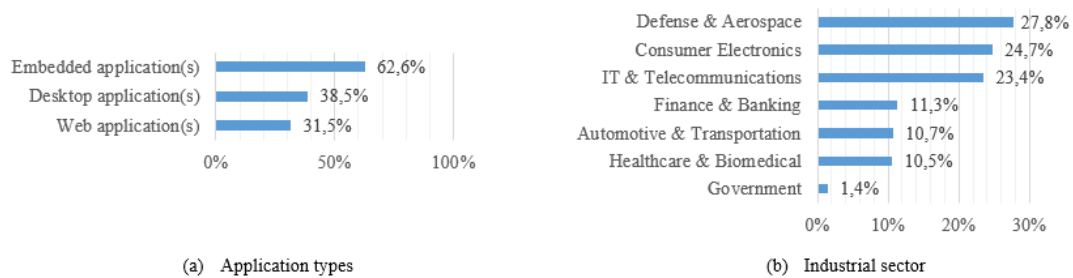 Embedded application(s) 62,6%
Desktop application(s) 38,5%
Web application(s) 31,5%
0% 50% 100%
(a) Application types
Defense & Aerospace 27,8%
Consumer Electronics 24,7%
IT & Telecommunications 23,4%
Finance & Banking 11,3%
Automotive & Transportation 10,7%
Healthcare & Biomedical 10,5%
Government 1,4%
0% 10% 20% 30%
(b) Industrial sector